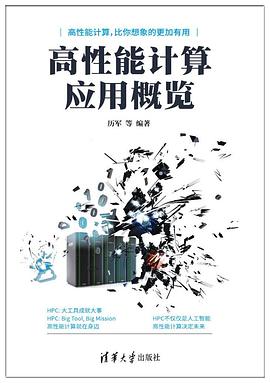 高性能计算,比你想象的更加有用
高性能计算
应用概览
历军 等 编著
HPC: 大工具成就大事
HPC: Big Tool, Big Mission
高性能计算就在身边
HPC不仅仅是人工智能
高性能计算决定未来
清华大学出版社